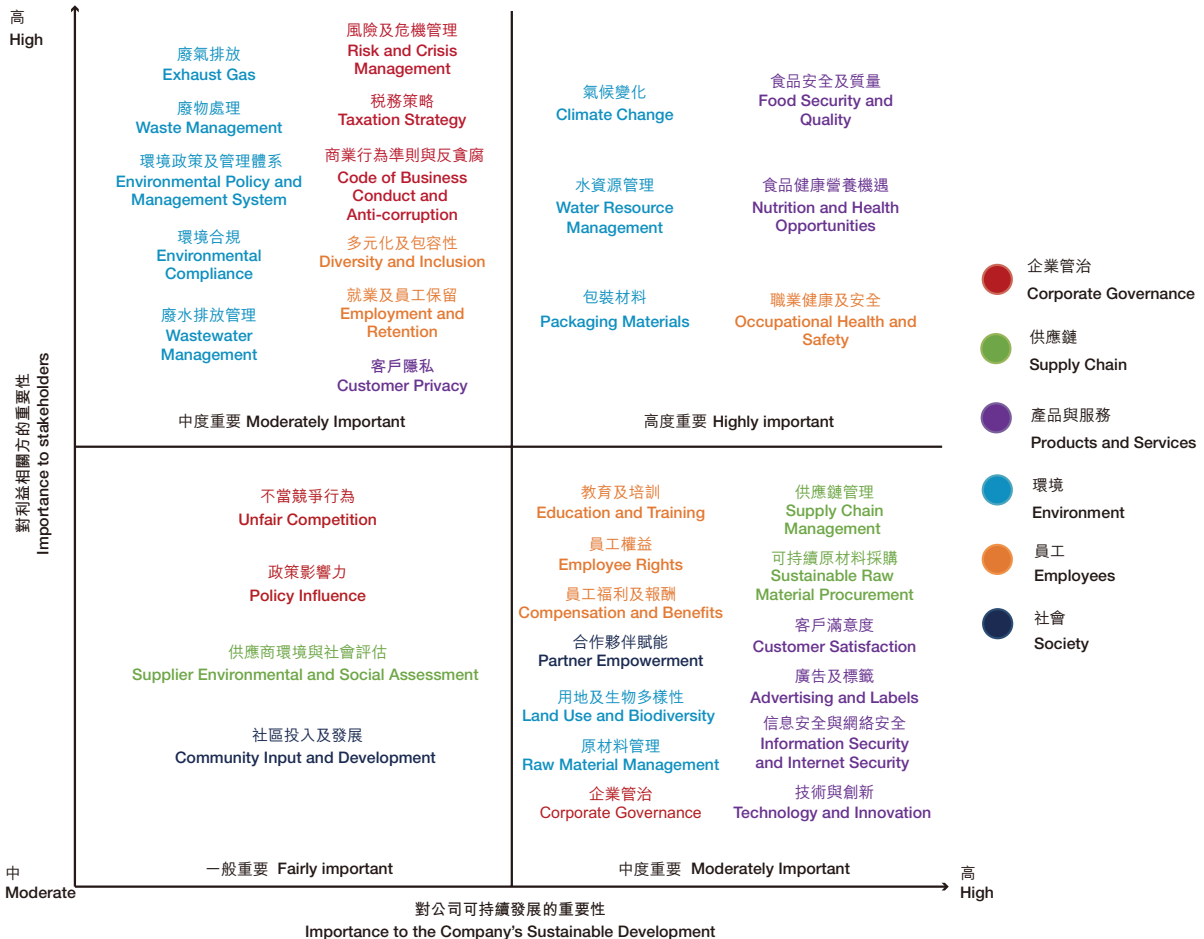 高
High
廢氣排放
Exhaust Gas
廢物處理
Waste Management
環境政策及管理體系
Environmental Policy and
Management System
環境合規
Environmental
Compliance
廢水排放管理
Wastewater
Management
風險及危機管理
Risk and Crisis
Management
税務策略
Taxation Strategy
商業行為準則與反貪腐
Code of Business
Conduct and
Anti-corruption
多元化及包容性
Diversity and Inclusion
就業及員工保留
Employment and
Retention
客戶隱私
Customer Privacy
中度重要 Moderately Important
氣候變化
Climate Change
水資源管理
Water Resource
Management
包裝材料
Packaging Materials
食品安全及質量
Food Security and
Quality
食品健康營養機遇
Nutrition and Health
Opportunities
職業健康及安全
Occupational Health and
Safety
高度重要 Highly important
對利益相關方的重要性
Importance to stakeholders
不當競爭行為
Unfair Competition
政策影響力
Policy Influence
供應商環境與社會評估
Supplier Environmental and Social Assessment
社區投入及發展
Community Input and Development
一般重要 Fairly important
教育及培訓
Education and Training
員工權益
Employee Rights
員工福利及報酬
Compensation and Benefits
合作夥伴賦能
Partner Empowerment
用地及生物多樣性
Land Use and Biodiversity
原材料管理
Raw Material Management
企業管治
Corporate Governance
供應鏈管理
Supply Chain
Management
可持續原材料採購
Sustainable Raw
Material Procurement
客戶滿意度
Customer Satisfaction
廣告及標籤
Advertising and Labels
信息安全與網絡安全
Information Security
and Internet Security
技術與創新
Technology and Innovation
中度重要 Moderately Important
中
Moderate
高
High
對公司可持續發展的重要性
Importance to the Company's Sustainable Development
企業管治
Corporate Governance
供應鏈
Supply Chain
產品與服務
Products and Services
環境
Environment
員工
Employees
社會
Society